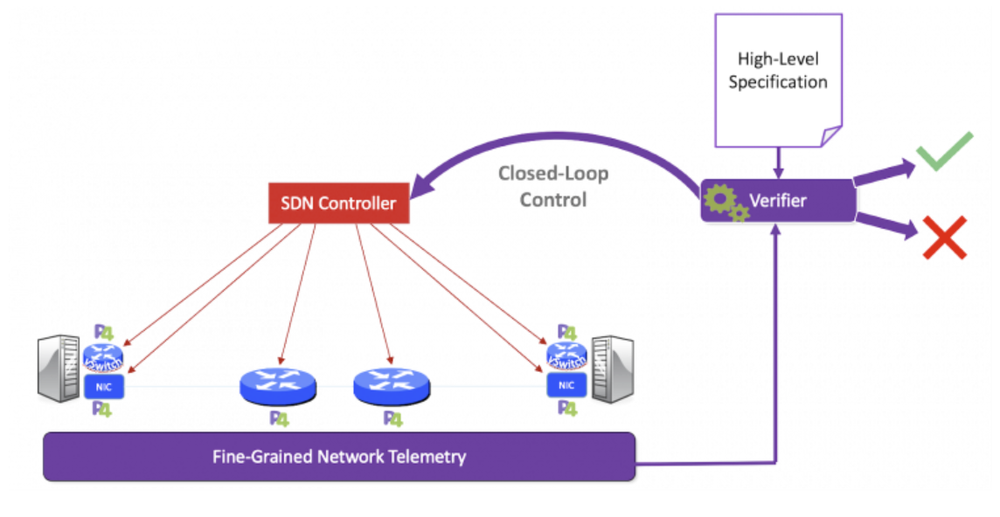 High-Level
Specification
Closed-Loop
Control
SDN Controller
Verifier
P4
P4
vSwitch
vSwitch
NIC
NIC
P4
P4
P4
P4
Fine-Grained Network Telemetry